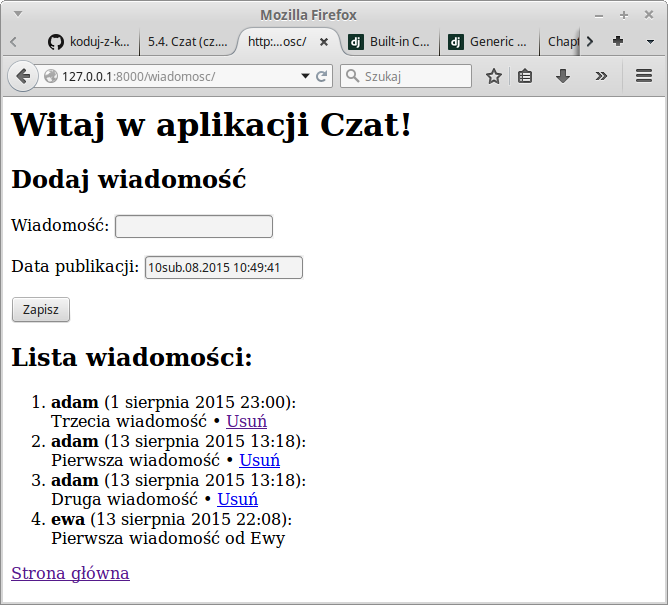 Mozilla Firefox
koduj-z-k...
5.4. Czat (cz....
http:...osc/
Built-in C...
Generic ...
Chapt
127.0.0.1:8000/wiadomosc/
Szukaj
Witaj w aplikacji Czat!
Dodaj wiadomość
Wiadomość:
Data publikacji: 10sub.08.2015 10:49:41
Zapisz
Lista wiadomości:
1. adam (1 sierpnia 2015 23:00):
Trzecia wiadomość • Usuń
2. adam (13 sierpnia 2015 13:18):
Pierwsza wiadomość • Usuń
3. adam (13 sierpnia 2015 13:18):
Druga wiadomość • Usuń
4. ewa (13 sierpnia 2015 22:08):
Pierwsza wiadomość od Ewy
Strona główna